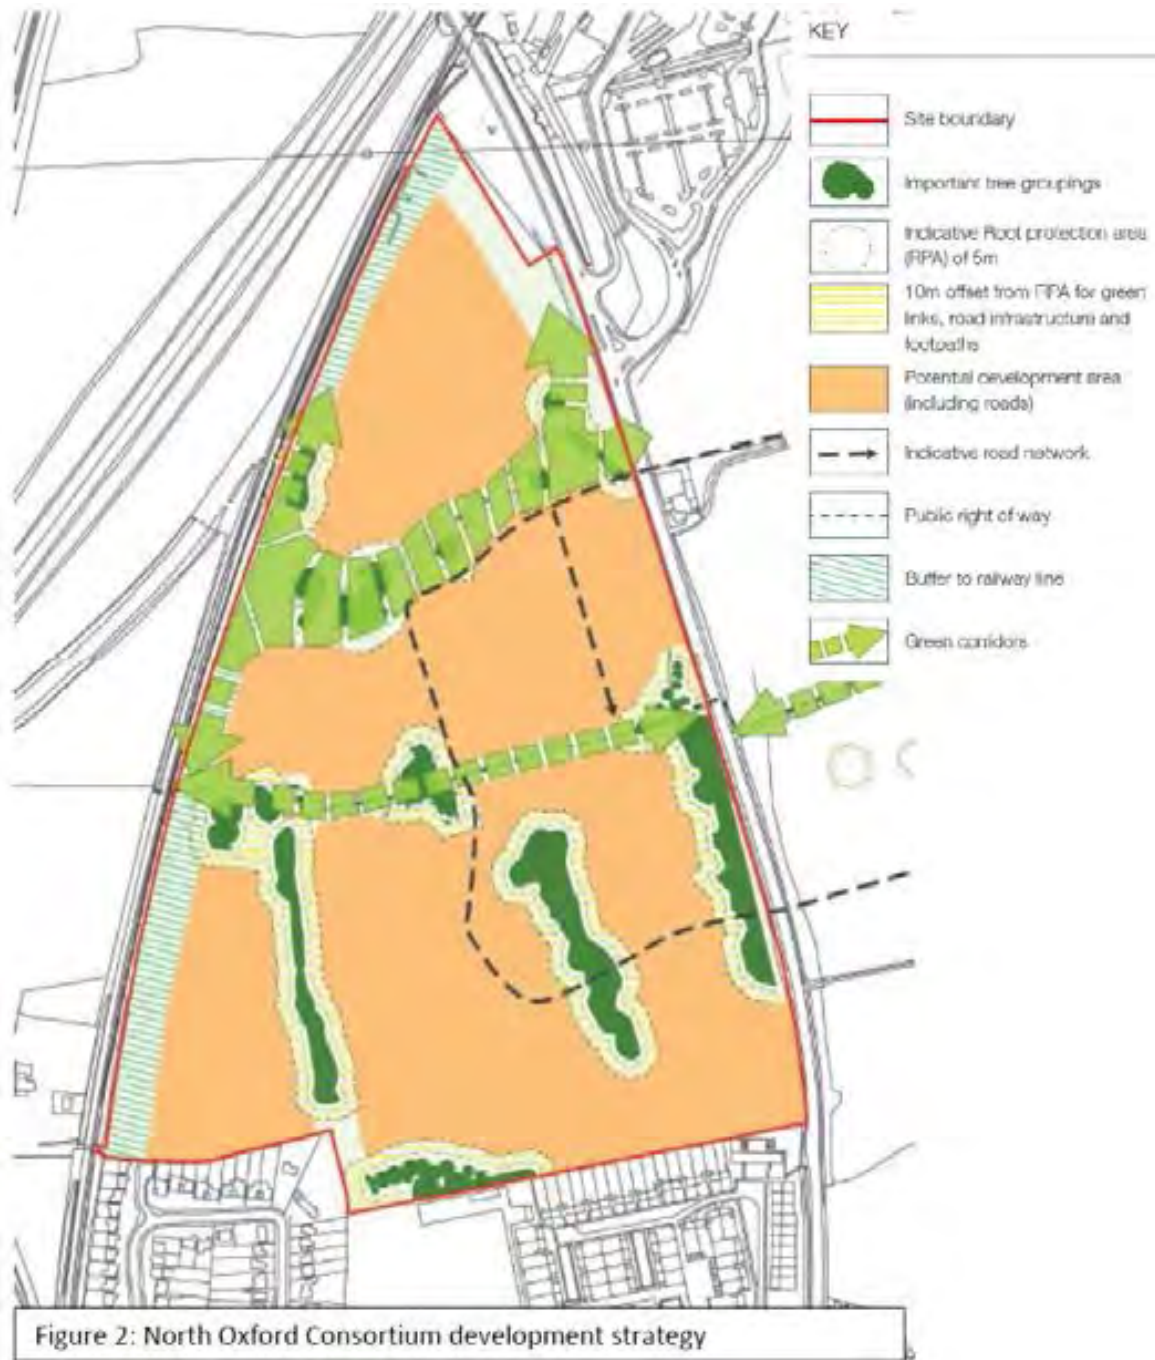 KEY
Site boundary
Important tree groupings
Indicative Root protection area
(RPA) of 5m
10m offset from RPA for green
links, road infrastructure and
footpaths
Potential development area
(including roads)
Indicative road network
Public right of way
Buffer to railway line
Green corridors
Figure 2: North Oxford Consortium development strategy